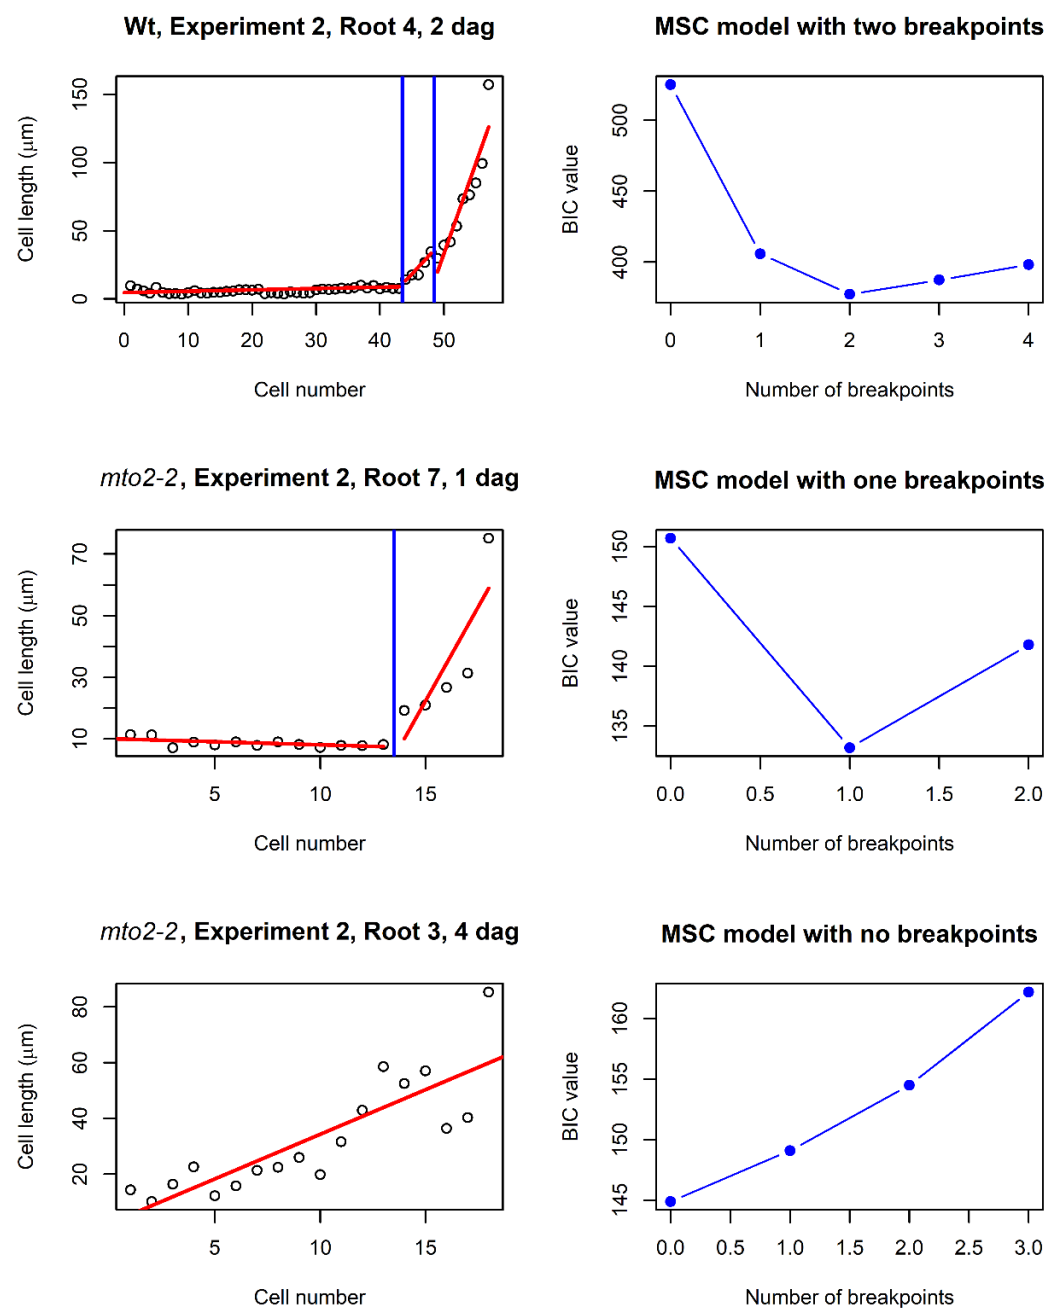 Wt, Experiment 2, Root 4, 2 dag
Cell length (μm)
150
100
50
0
0 10 20 30 40 50
Cell number
MSC model with two breakpoints
BIC value
500
450
400
0 1 2 3 4
Number of breakpoints
mto2-2, Experiment 2, Root 7, 1 dag
Cell length (μm)
70
50
30
10
5 10 15
Cell number
MSC model with one breakpoints
BIC value
150
145
140
135
0.0 0.5 1.0 1.5 2.0
Number of breakpoints
mto2-2, Experiment 2, Root 3, 4 dag
Cell length (μm)
80
60
40
20
5 10 15
Cell number
MSC model with no breakpoints
BIC value
160
155
150
145
0.0 0.5 1.0 1.5 2.0 2.5 3.0
Number of breakpoints